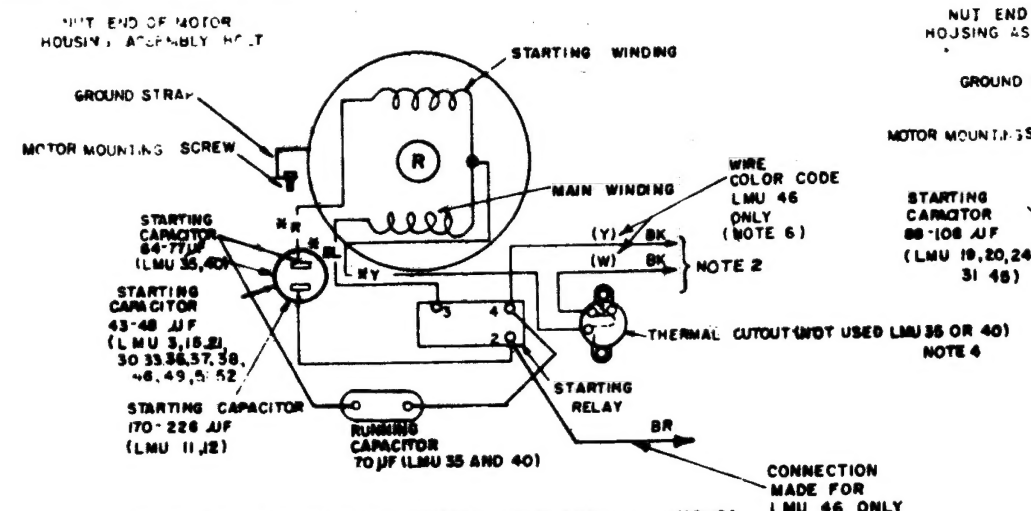 NUT END OF MOTOR
HOUSING ASSEMBLY BOLT
GROUND STRAP
MOTOR MOUNTING SCREW
STARTING WINDING
R
MAIN WINDING
WIRE
COLOR CODE
LMU 46
ONLY
(NOTE 6)
(Y) BK
(W) BK
NOTE 2
*R
*BL
*Y
STARTING
CAPACITOR
64-77 µF
(LMU 35,40)
STARTING
CAPACITOR
43-48 µF
(LMU 3,15,21,
30 33,36,37,38,
46, 49, 52
STARTING CAPACITOR
170-226 µF
(LMU 11,12)
3
4
2
THERMAL CUTOUT (NOT USED LMU 35 OR 40)
NOTE 4
STARTING
RELAY
RUNNING
CAPACITOR
70 µF (LMU 35 AND 40)
BR
CONNECTION
MADE FOR
LMU 46 ONLY
NUT END
HOUSING AS
GROUND
MOTOR MOUNTING S
STARTING
CAPACITOR
88-108 µF
(LMU 19,20,24
31 45)